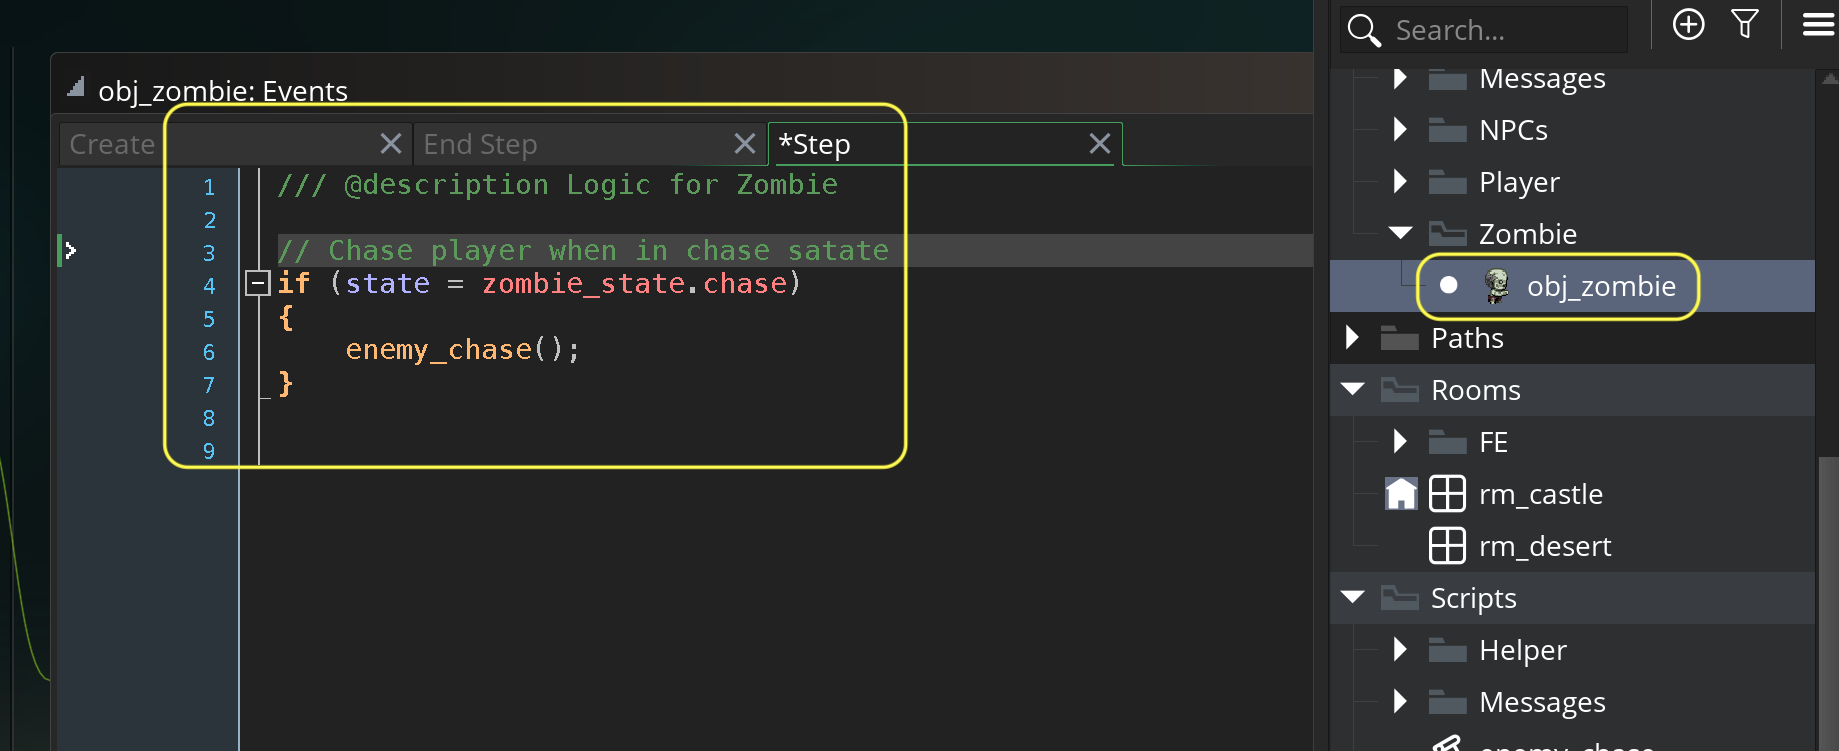 obj_zombie: Events
Create
End Step
*Step
1 /// @description Logic for Zombie
2
3 // Chase player when in chase satate
4 if (state = zombie_state.chase)
5 {
6 enemy_chase();
7 }
8
9
Search...
Messages
NPCs
Player
Zombie
obj_zombie
Paths
Rooms
FE
rm_castle
rm_desert
Scripts
Helper
Messages
enemy_chase